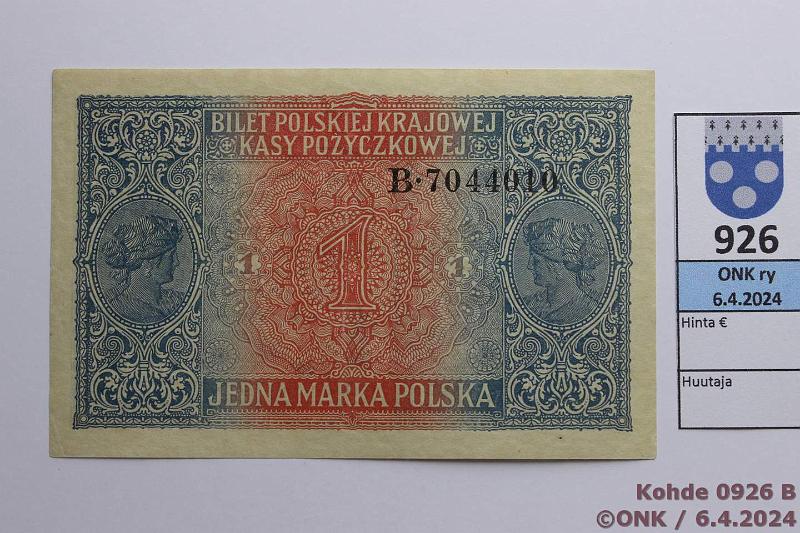 BILET POLSKIEJ KRAJOWEJ
KASY POŻYCZKOWEJ
B·7044010
1 1 1
JEDNA MARKA POLSKA
926
ONK ry
6.4.2024
Hinta €
Huutaja
Kohde 0926 B
©ONK / 6.4.2024